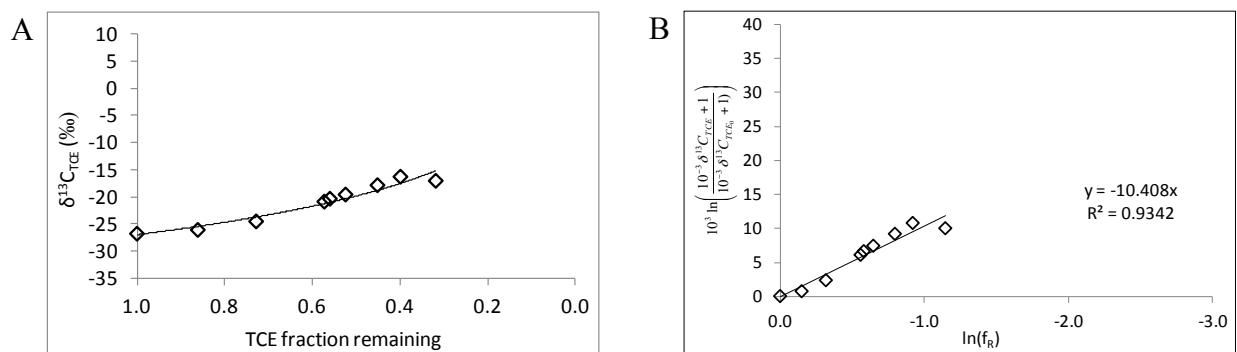 A
δ¹³C_TCE (‰)
10
5
0
-5
-10
-15
-20
-25
-30
-35
1.0 0.8 0.6 0.4 0.2 0.0
TCE fraction remaining
B
10³ ln((10⁻³ δ¹³C_TCE + 1)/(10⁻³ δ¹³C_TCE₀ + 1))
40
35
30
25
20
15
10
5
0
y = -10.408x
R² = 0.9342
0.0 -1.0 -2.0 -3.0
ln(f_R)